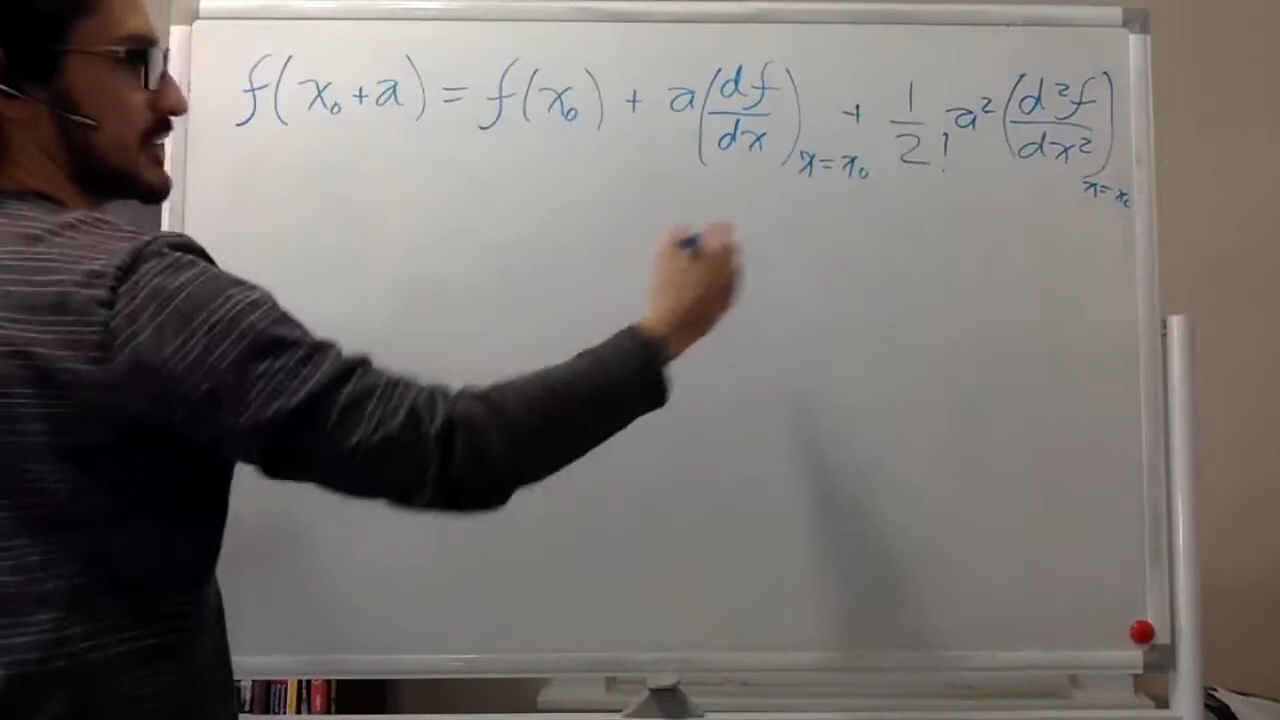 f(x₀+a) = f(x₀) + a(df/dx)ₓ₌ₓ₀ + 1/2! a²(d²f/dx²)ₓ₌ₓ₀